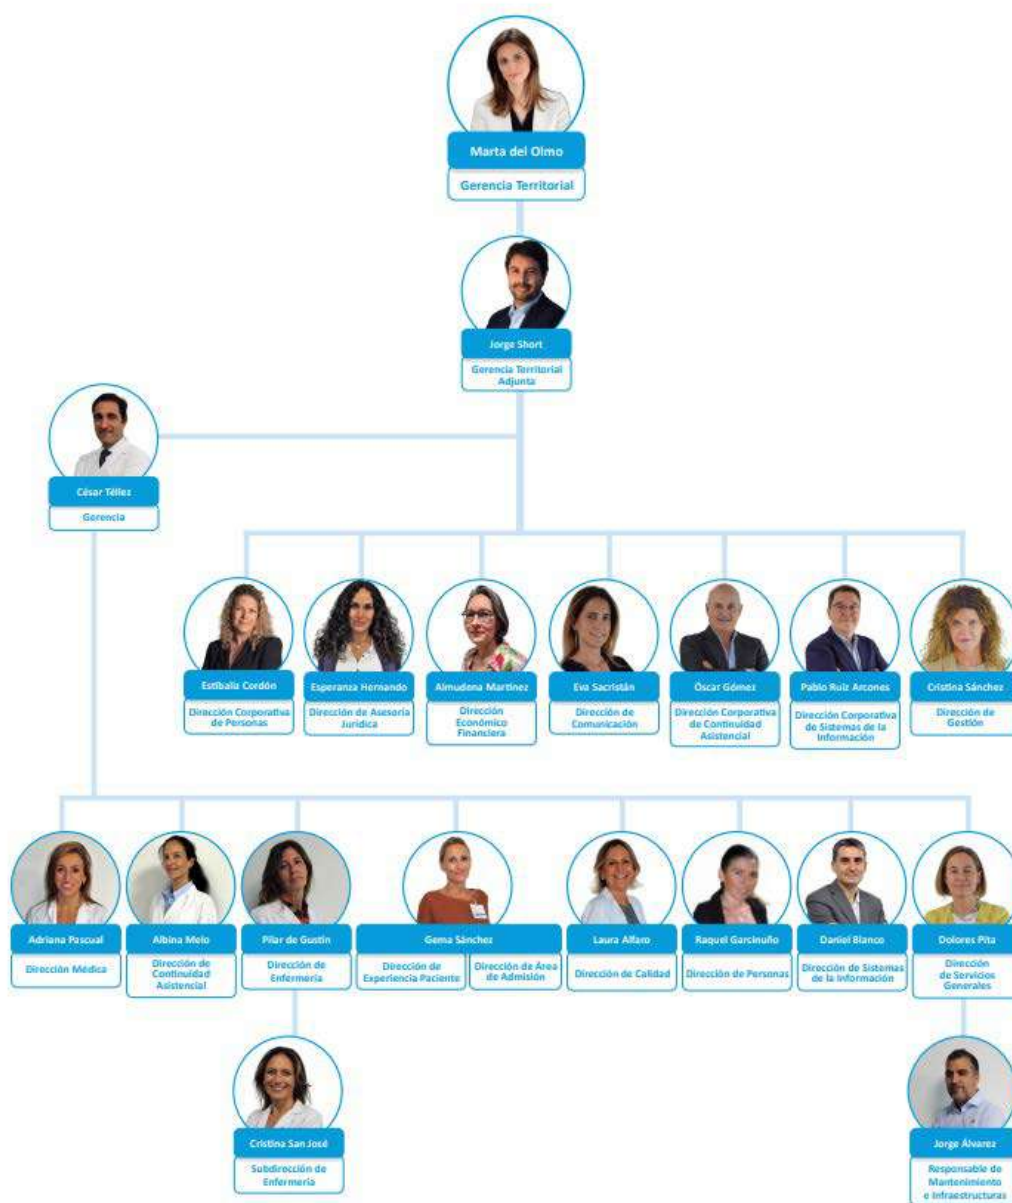 Marta del Olmo
Gerencia Territorial
Jorge Short
Gerencia Territorial
Adjunta
César Téllez
Gerencia
Estíbaliz Cordón
Dirección Corporativa
de Personas
Esperanza Hernando
Dirección de Asesoría
Jurídica
Almudena Martínez
Dirección
Económico
Financiera
Eva Sacristán
Dirección de
Comunicación
Óscar Gómez
Dirección Corporativa
de Continuidad
Asistencial
Pablo Ruiz Arcones
Dirección Corporativa
de Sistemas de la
Información
Cristina Sánchez
Dirección de
Gestión
Adriana Pascual
Dirección Médica
Albina Melo
Dirección de
Continuidad
Asistencial
Pilar de Gustín
Dirección de
Enfermería
Gema Sánchez
Dirección de
Experiencia Paciente
Dirección de Área
de Admisión
Laura Alfaro
Dirección de Calidad
Raquel Garcinuño
Dirección de Personas
Daniel Blanco
Dirección de Sistemas
de la Información
Dolores Pita
Dirección
de Servicios
Generales
Cristina San José
Subdirección de
Enfermería
Jorge Álvarez
Responsable de
Mantenimiento
e Infraestructuras